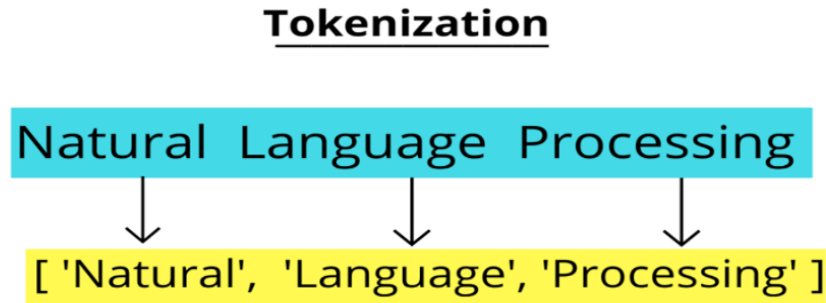 Tokenization
Natural Language Processing
[ 'Natural', 'Language', 'Processing' ]